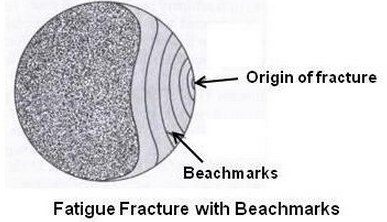 Origin of fracture
Beachmarks
Fatigue Fracture with Beachmarks